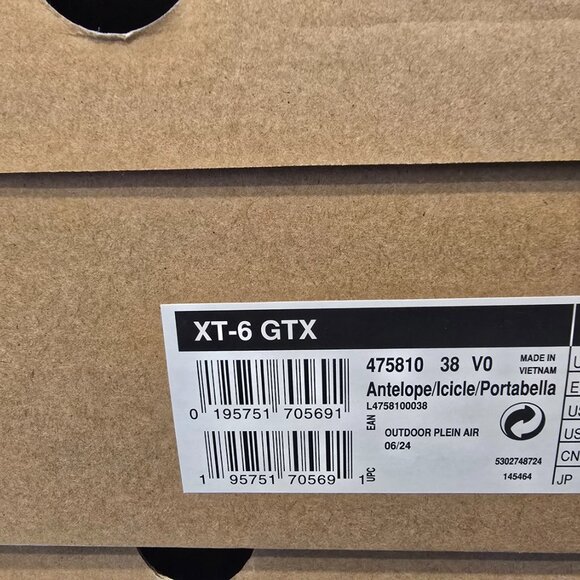 XT-6 GTX
475810 38 V0
MADE IN
VIETNAM
Antelope/Icicle/Portabella
L4758100038
0 195751 705691
EAN
OUTDOOR PLEIN AIR
06/24
1 95751 70569 1
UPC
5302748724
145464
U
E
US
US
CN
JP